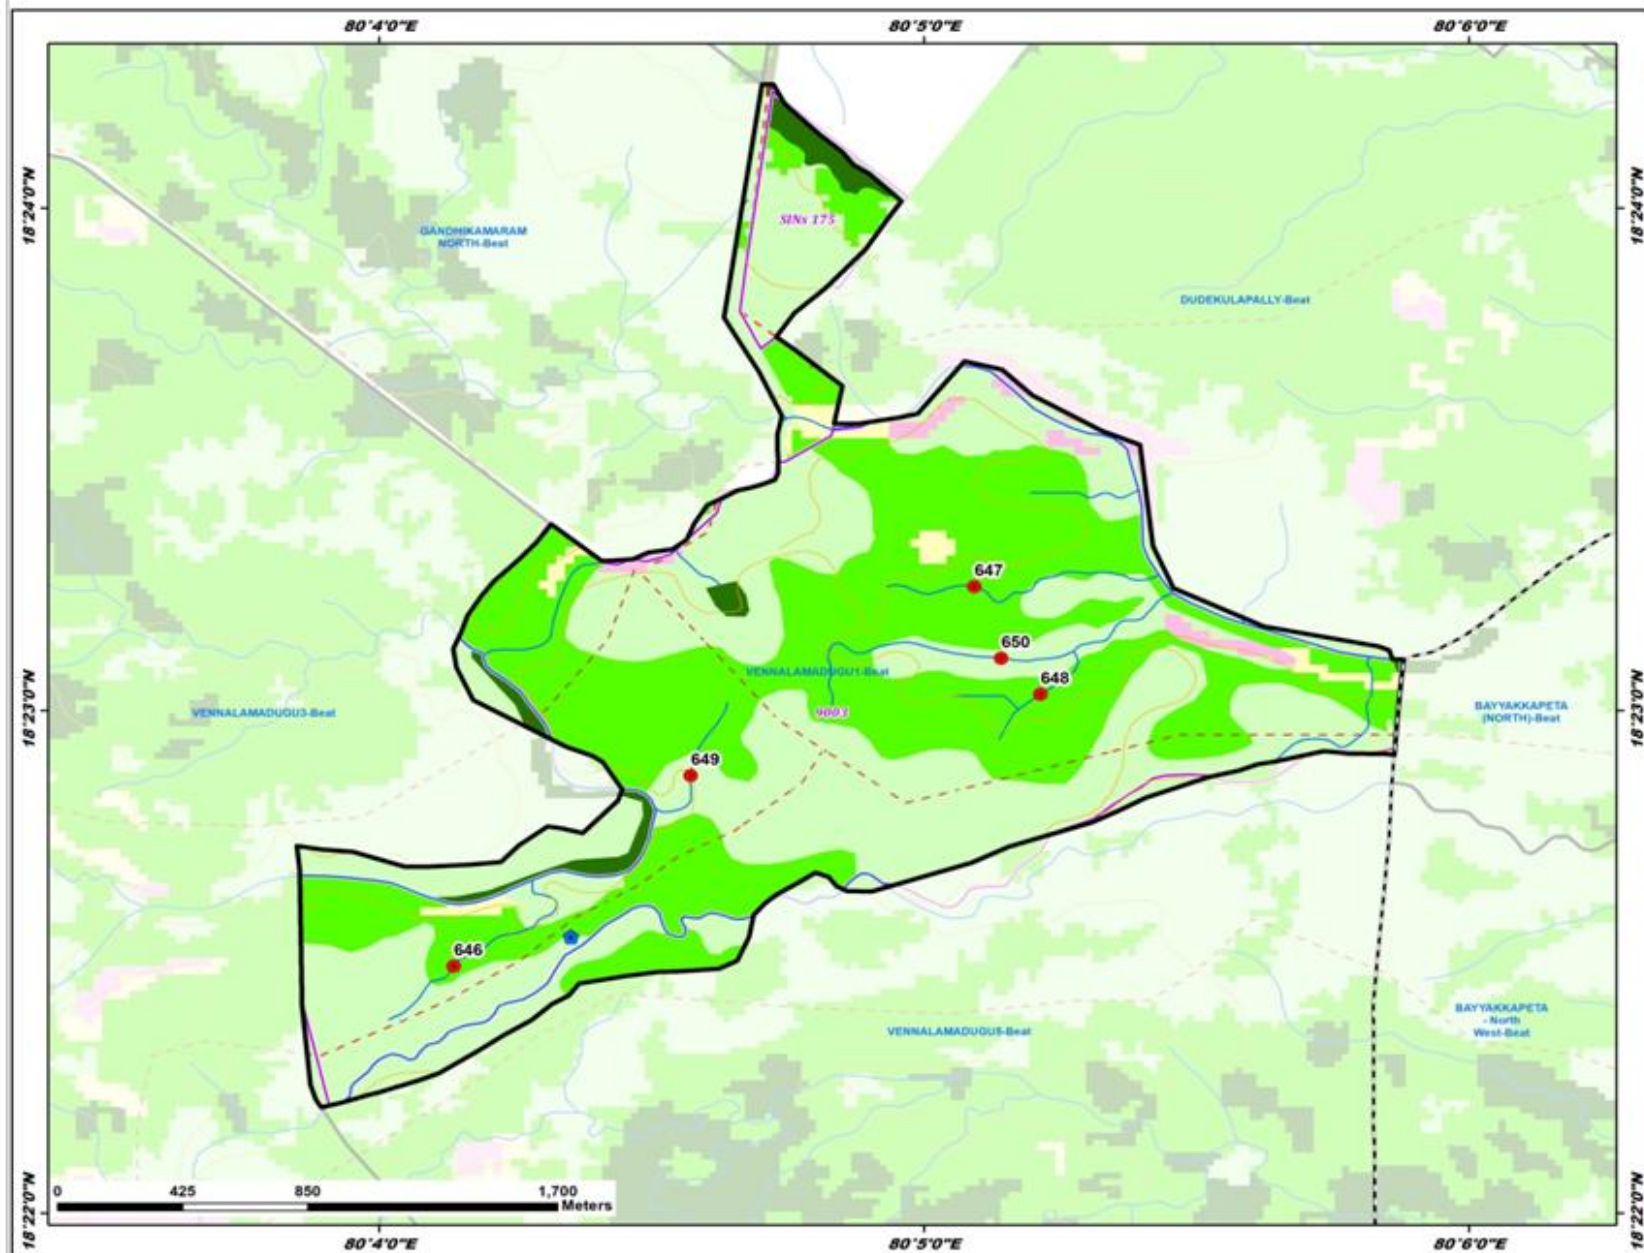 80°4'0"E 80°5'0"E 80°6'0"E
18°24'0"N
18°24'0"N
SINs 175
GANDHIKAMARAM
NORTH-Beat
DUDEKULAPALLY-Beat
647
650
VENNALAMADUGU1-Beat
648
9003
VENNALAMADUGU3-Beat
18°23'0"N
18°23'0"N
BAYYAKKAPETA
(NORTH)-Beat
649
646
VENNALAMADUGU5-Beat
BAYYAKKAPETA
- North
West-Beat
0 425 850 1,700
Meters
18°22'0"N
18°22'0"N
80°4'0"E 80°5'0"E 80°6'0"E